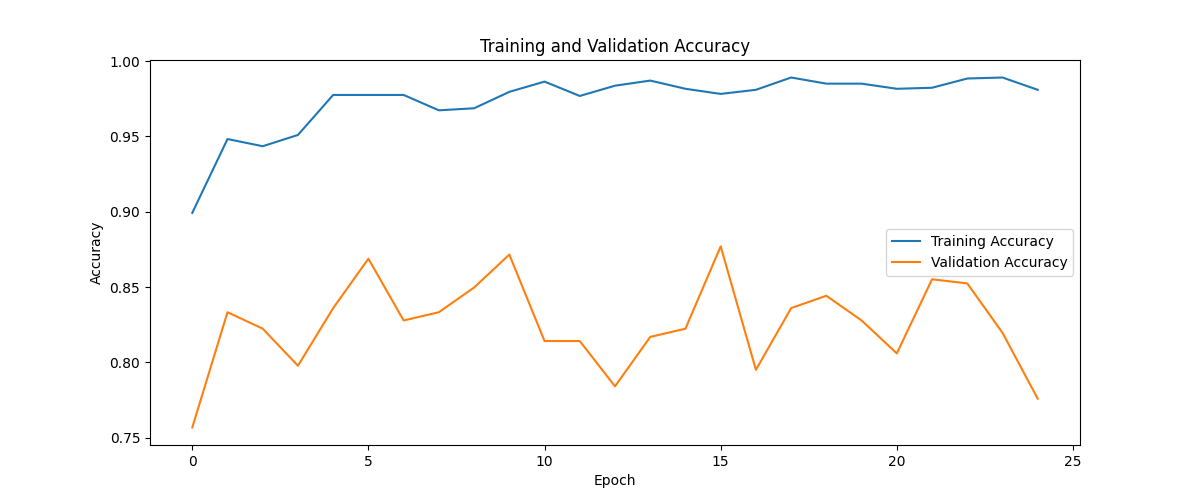 Training and Validation Accuracy
1.00
0.95
0.90
0.85
0.80
0.75
Accuracy
Training Accuracy
Validation Accuracy
0 5 10 15 20 25
Epoch